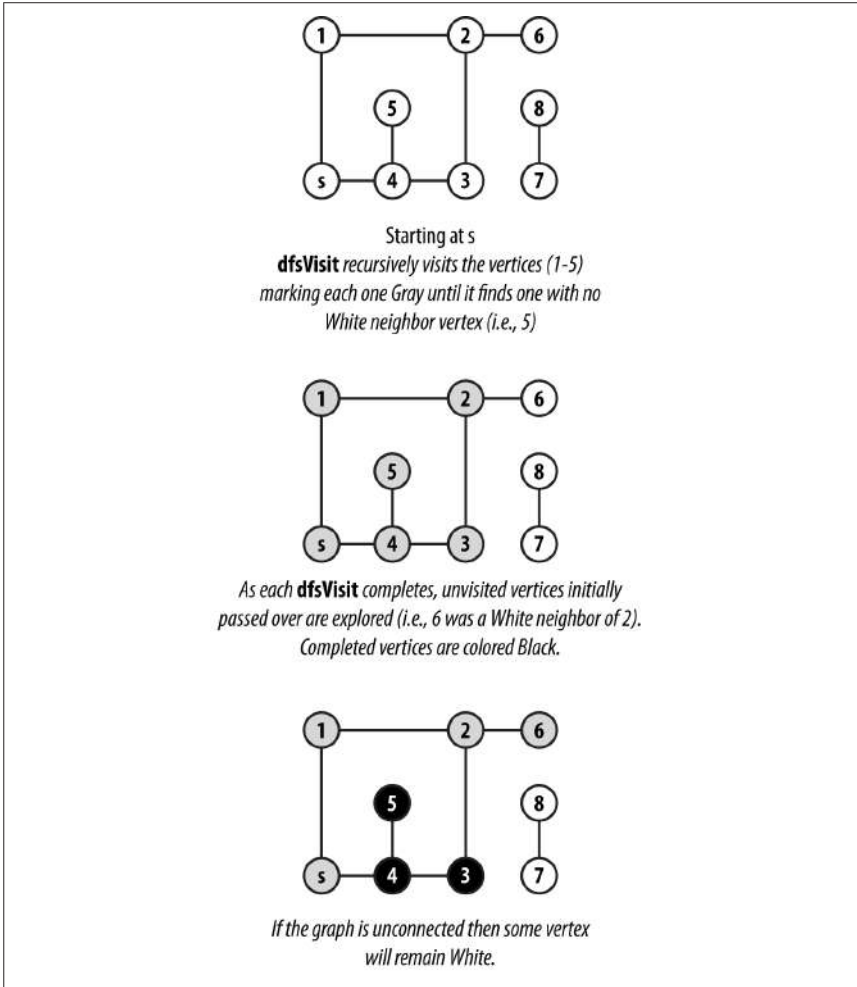 1 2 6
5 8
s 4 3 7
Starting at s
dfsVisit recursively visits the vertices (1-5)
marking each one Gray until it finds one with no
White neighbor vertex (i.e., 5)
1 2 6
5 8
s 4 3 7
As each dfsVisit completes, unvisited vertices initially
passed over are explored (i.e., 6 was a White neighbor of 2).
Completed vertices are colored Black.
1 2 6
5 8
s 4 3 7
If the graph is unconnected then some vertex
will remain White.